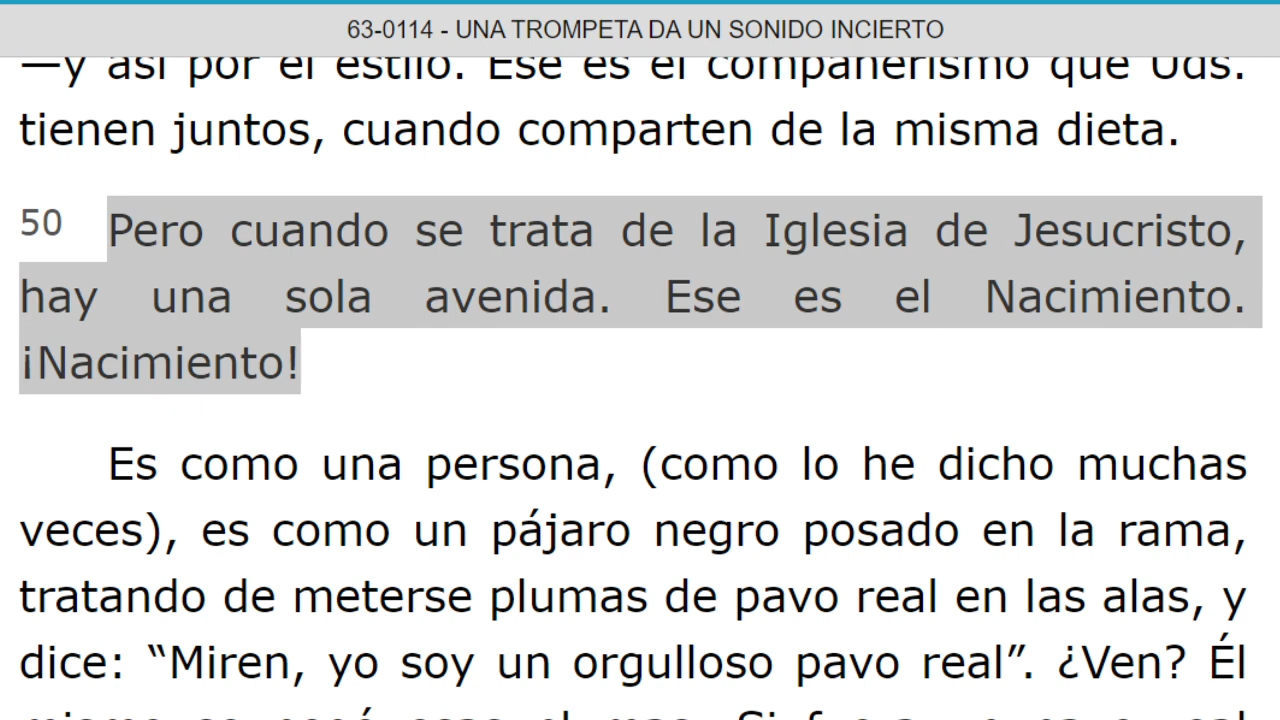 63-0114 - UNA TROMPETA DA UN SONIDO INCIERTO
—y así por el estilo. Ese es el compañerismo que Uds.
tienen juntos, cuando comparten de la misma dieta.
50 Pero cuando se trata de la Iglesia de Jesucristo,
hay una sola avenida. Ese es el Nacimiento.
¡Nacimiento!
Es como una persona, (como lo he dicho muchas
veces), es como un pájaro negro posado en la rama,
tratando de meterse plumas de pavo real en las alas, y
dice: “Miren, yo soy un orgulloso pavo real”. ¿Ven? Él